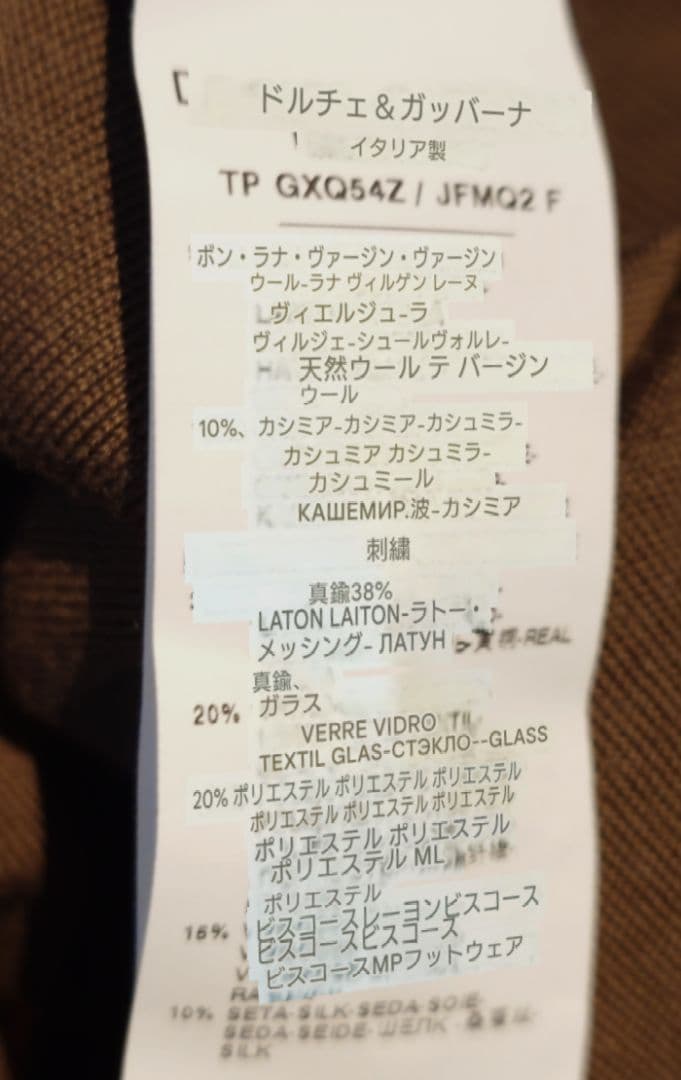 ドルチェ&ガッバーナ
イタリア製
TP GXQ54Z / JFMQ2 F
ボン・ラナ・ヴァージン・ヴァージン
ウール-ラナ ヴィルゲン レーヌ
ヴィエルジュ-ラ
ヴィルジェ-シュールヴォルレ-
天然ウール テ バージン
ウール
10%、カシミア-カシミア-カシュミラ-
カシュミア カシュミラ-
カシュミール
КАШЕМИР.波-カシミア
刺繍
真鍮38%
LATON LAITON-ラトー・
メッシング- ЛАТУН -REAL
真鍮、
20% ガラス
VERRE VIDRO
TEXTIL GLAS-СТЭКЛО--GLASS
20% ポリエステル ポリエステル ポリエステル
ポリエステル ポリエステル ポリエステル
ポリエステル ポリエステル
ポリエステル ML
ポリエステル
16% ビスコースレーヨンビスコース
ビスコースビスコース
ビスコースMPフットウェア
10% SETA-SILK-SEDA-SOIE-
SEDA-SEIDE-ШЕЛК
SILK